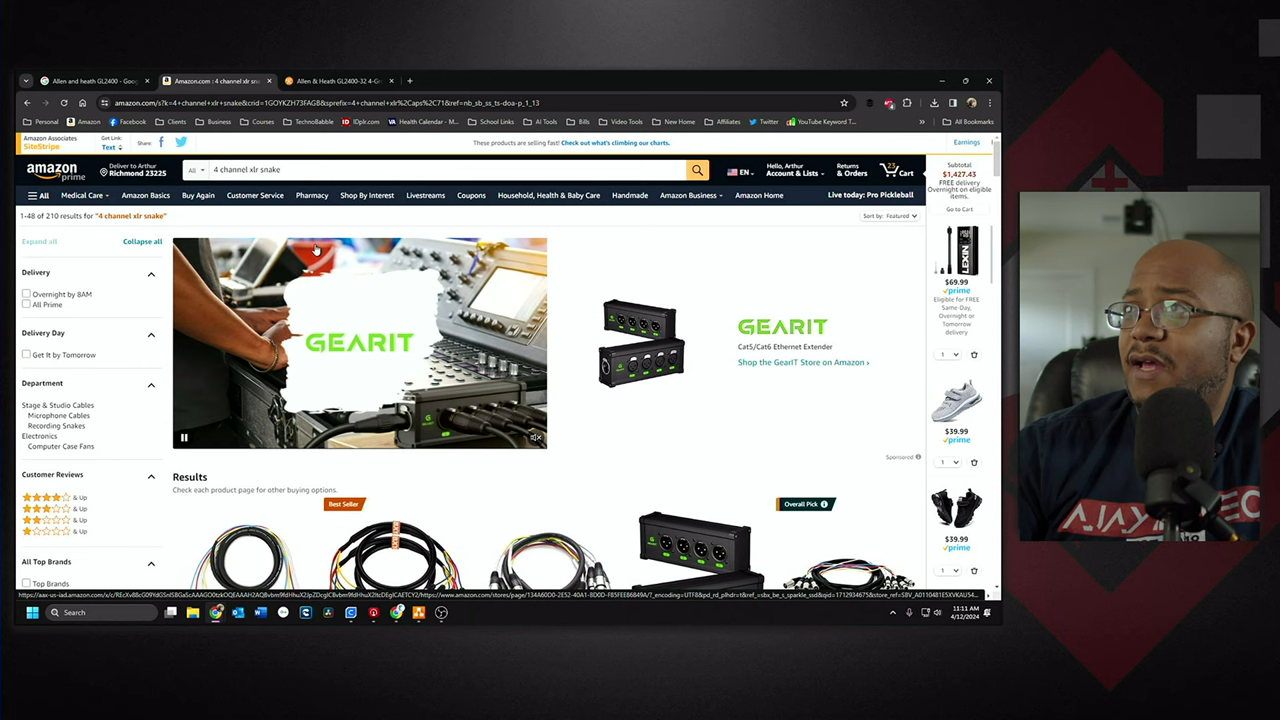 Allen and heath GL2400 - Goo
Amazon.com : 4 channel xlr sn
Allen & Heath GL2400-32 4-Gr
amazon.com/s?k=4+channel+xlr+snake&crid=1GOYKZH73FAGB&sprefix=4+channel+xlr%2Caps%2C71&ref=nb_sb_ss_ts-doa-p_1_13
Personal
Amazon
Facebook
Clients
Business
Courses
TechnoBabble
IDplr.com
Health Calendar - M...
School Links
AI Tools
Bills
Video Tools
New Home
Affiliates
Twitter
YouTube Keyword T...
»
All Bookmarks
Amazon Associates
SiteStripe
Get Link:
Text
Share:
These products are selling fast! Check out what's climbing our charts.
Earnings
amazon
prime
Deliver to Arthur
Richmond 23225
All
4 channel xlr snake
EN
Hello, Arthur
Account & Lists
Returns
& Orders
23
Cart
All
Medical Care
Amazon Basics
Buy Again
Customer Service
Pharmacy
Shop By Interest
Livestreams
Coupons
Household, Health & Baby Care
Handmade
Amazon Business
Amazon Home
Live today: Pro Pickleball
1-48 of 210 results for "4 channel xlr snake"
Sort by: Featured
Expand all
Collapse all
Delivery
Overnight by 8AM
All Prime
Delivery Day
Get It by Tomorrow
Department
Stage & Studio Cables
Microphone Cables
Recording Snakes
Electronics
Computer Case Fans
Customer Reviews
& Up
& Up
& Up
& Up
All Top Brands
Top Brands
GEARIT
GEARIT
Cat5/Cat6 Ethernet Extender
Shop the GearIT Store on Amazon ›
Sponsored
Results
Check each product page for other buying options.
Best Seller
Overall Pick
Subtotal
$1,427.43
FREE delivery
Overnight on eligible
items.
Go to Cart
LEXIN
$69.99
prime
Eligible for FREE
Same-Day,
Overnight or
Tomorrow
delivery
1
$39.99
prime
1
$39.99
prime
1
Search
11:11 AM
4/12/2024